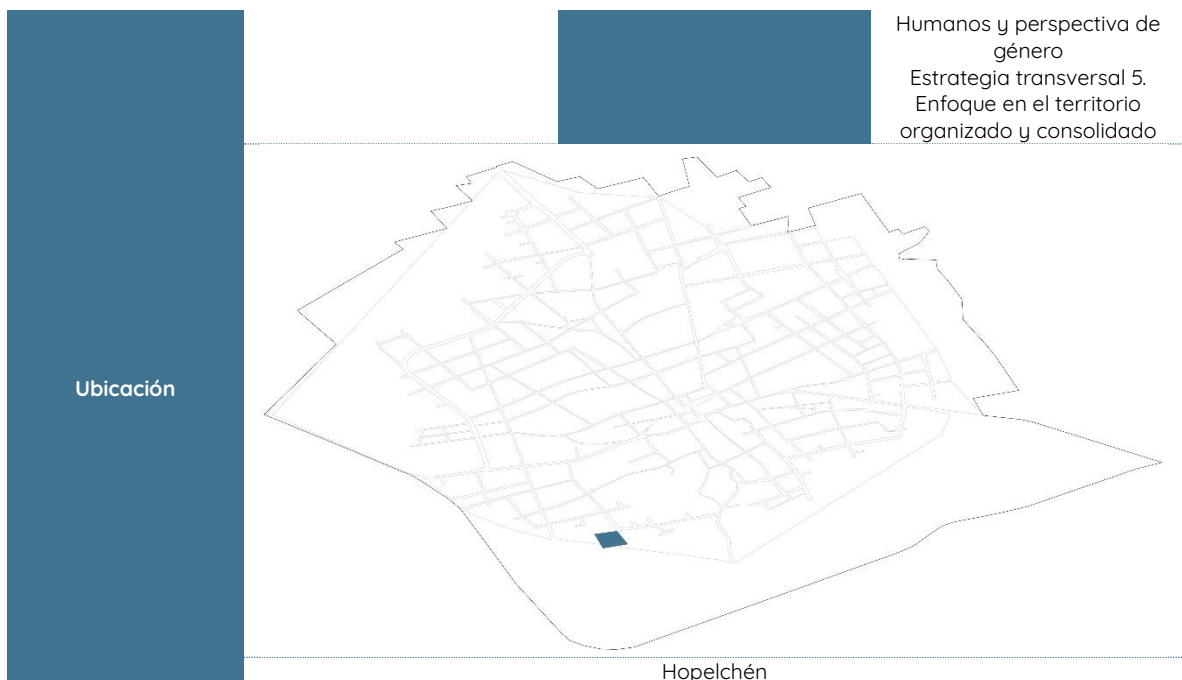 Humanos y perspectiva de
género
Estrategia transversal 5.
Enfoque en el territorio
organizado y consolidado
Ubicación
Hopelchén